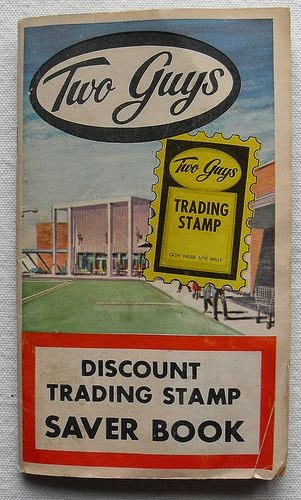 Two Guys
Two Guys
TRADING
STAMP
CASH VALUE 1/10 MILLS
DISCOUNT
TRADING STAMP
SAVER BOOK